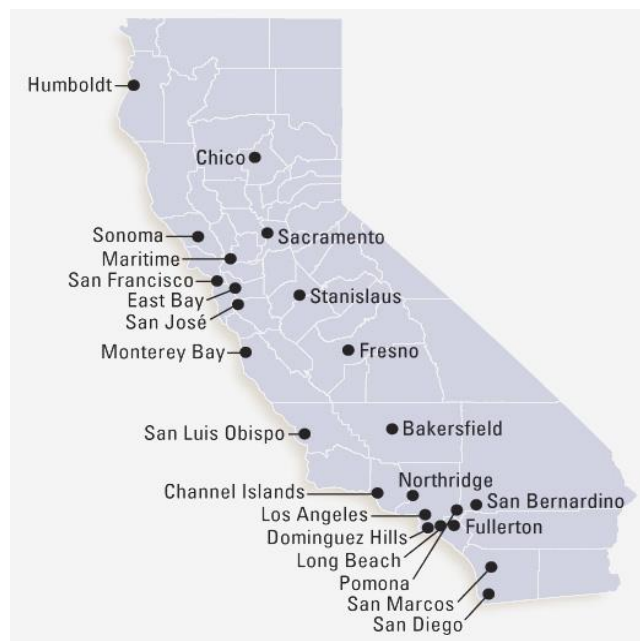 Humboldt
Chico
Sonoma
Sacramento
Maritime
San Francisco
East Bay
Stanislaus
San José
Monterey Bay
Fresno
San Luis Obispo
Bakersfield
Northridge
Channel Islands
San Bernardino
Los Angeles
Fullerton
Dominguez Hills
Long Beach
Pomona
San Marcos
San Diego